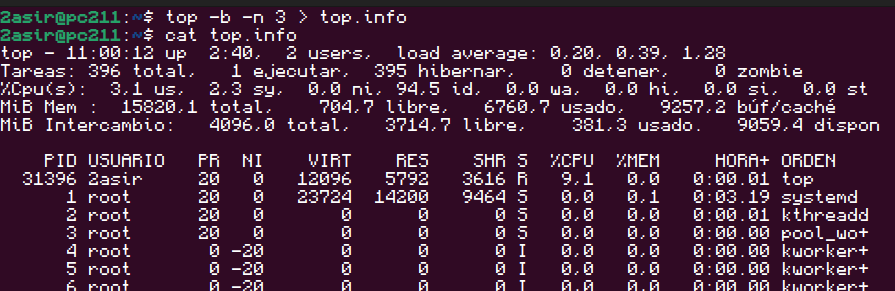 2asir@pc211:~$ top -b -n 3 > top.info
2asir@pc211:~$ cat top.info
top - 11:00:12 up  2:40,  2 users,  load average: 0,20, 0,39, 1,28
Tareas: 396 total,   1 ejecutar,  395 hibernar,    0 detener,    0 zombie
%Cpu(s):  3,1 us,  2,3 sy,  0,0 ni, 94,5 id,  0,0 wa,  0,0 hi,  0,0 si,  0,0 st
MiB Mem :  15820,1 total,    704,7 libre,   6760,7 usado,   9257,2 búf/caché
MiB Intercambio:   4096,0 total,   3714,7 libre,    381,3 usado.   9059,4 dispon
PID USUARIO   PR  NI    VIRT    RES    SHR S  %CPU  %MEM     HORA+ ORDEN
31396 2asir     20   0   12096   5792   3616 R   9,1   0,0   0:00.01 top
1 root      20   0   23724  14200   9464 S   0,0   0,1   0:03.19 systemd
2 root      20   0       0      0      0 S   0,0   0,0   0:00.01 kthreadd
3 root      20   0       0      0      0 S   0,0   0,0   0:00.00 pool_wo+
4 root       0 -20       0      0      0 I   0,0   0,0   0:00.00 kworker+
5 root       0 -20       0      0      0 I   0,0   0,0   0:00.00 kworker+
6 root       0 -20       0      0      0 I   0,0   0,0   0:00.00 kworker+